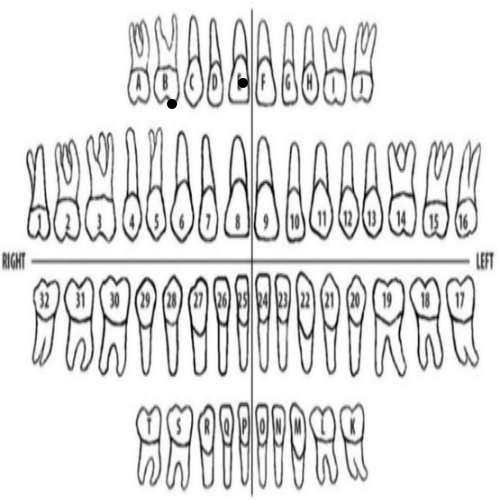 A B C D E F G H I J
1 2 3 4 5 6 7 8 9 10 11 12 13 14 15 16
RIGHT LEFT
32 31 30 29 28 27 26 25 24 23 22 21 20 19 18 17
T S R Q P O N M L K